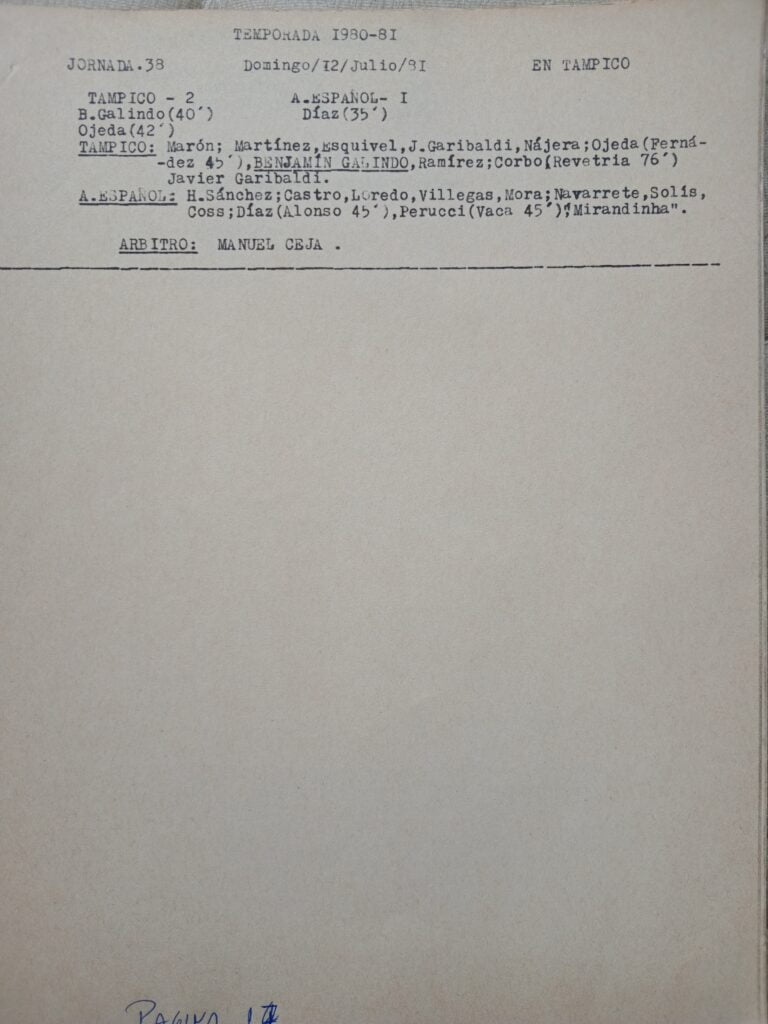 TEMPORADA I980-8I
JORNADA.38 Domingo/I2/Julio/8I EN TAMPICO
TAMPICO - 2 A.ESPAÑOL- I
B.Galindo(40´) Díaz(35´)
Ojeda(42´)
TAMPICO: Marón; Martínez,Esquivel,J.Garibaldi,Nájera;Ojeda(Ferná-
-dez 45´),BENJAMÍN GALINDO,Ramírez;Corbo(Revetria 76´)
Javier Garibaldi.
A.ESPAÑOL: H.Sánchez;Castro,Loredo,Villegas,Mora;Navarrete,Solís,
Coss;Díaz(Alonso 45´),Perucci(Vaca 45´),"Mirandinha".
ARBITRO: MANUEL CEJA .
PAGINA